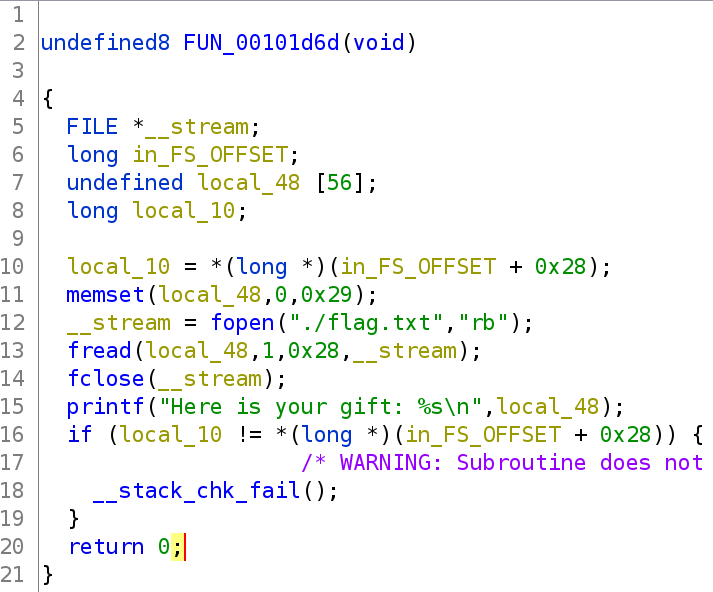 1
2 undefined8 FUN_00101d6d(void)
3
4 {
5   FILE *__stream;
6   long in_FS_OFFSET;
7   undefined local_48 [56];
8   long local_10;
9
10   local_10 = *(long *)(in_FS_OFFSET + 0x28);
11   memset(local_48,0,0x29);
12   __stream = fopen("./flag.txt","rb");
13   fread(local_48,1,0x28,__stream);
14   fclose(__stream);
15   printf("Here is your gift: %s\n",local_48);
16   if (local_10 != *(long *)(in_FS_OFFSET + 0x28)) {
17                     /* WARNING: Subroutine does not
18     __stack_chk_fail();
19   }
20   return 0;
21 }